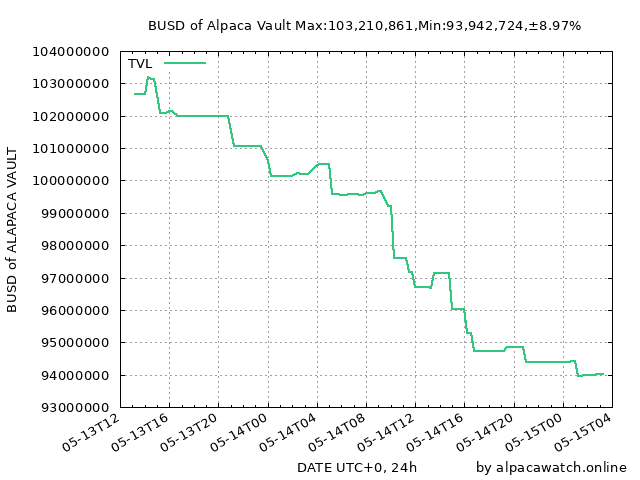 BUSD of Alpaca Vault Max:103,210,861,Min:93,942,724,±8.97%
TVL
BUSD of ALAPACA VAULT
104000000
103000000
102000000
101000000
100000000
99000000
98000000
97000000
96000000
95000000
94000000
93000000
05-13T12
05-13T16
05-13T20
05-14T00
05-14T04
05-14T08
05-14T12
05-14T16
05-14T20
05-15T00
05-15T04
DATE UTC+0, 24h
by alpacawatch.online